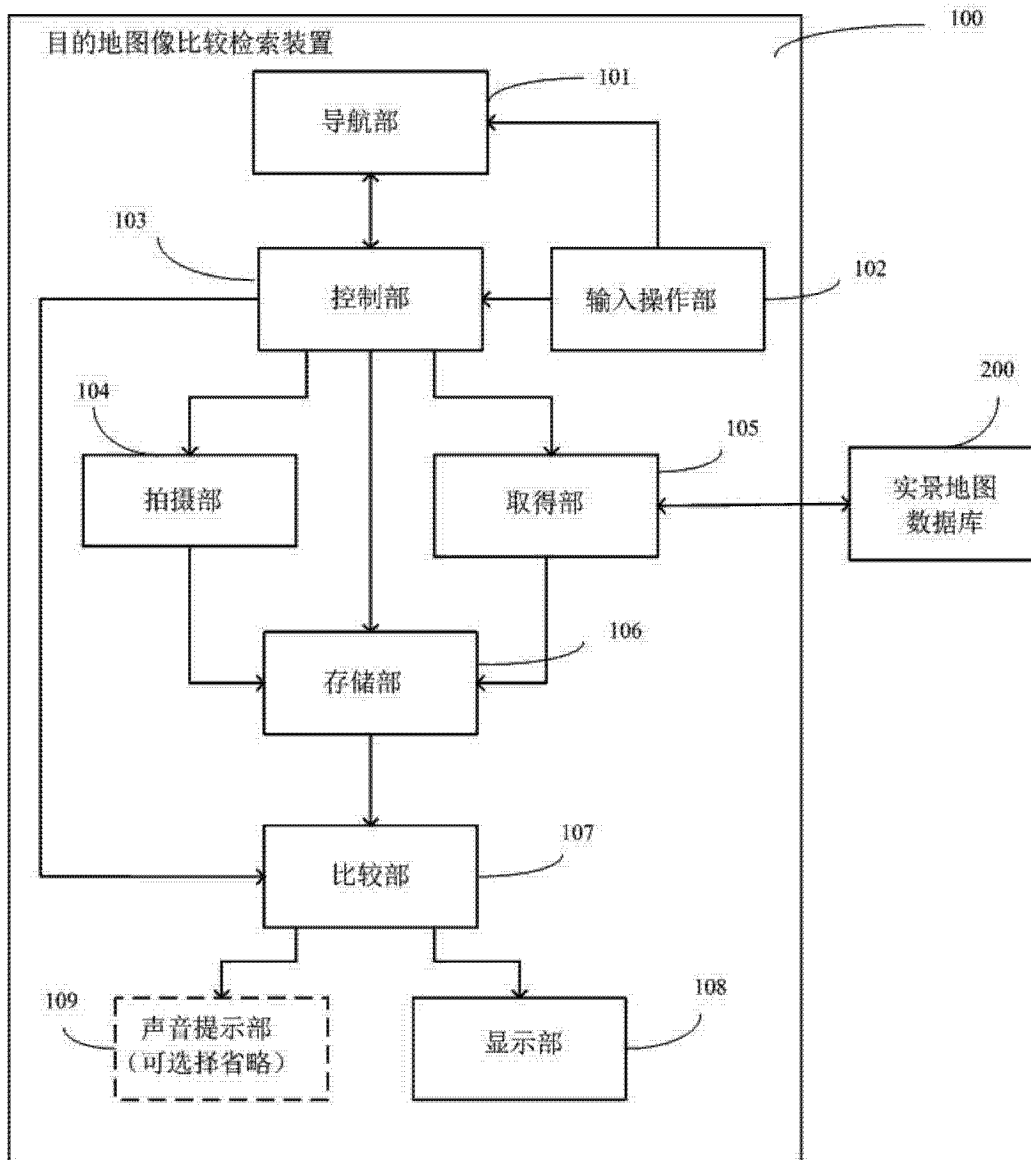 100
目的地图像比较检索装置
101
导航部
103
控制部
输入操作部
102
104
200
105
拍摄部
取得部
实景地图
数据库
106
存储部
107
比较部
109
声音提示部
（可选择省略）
108
显示部